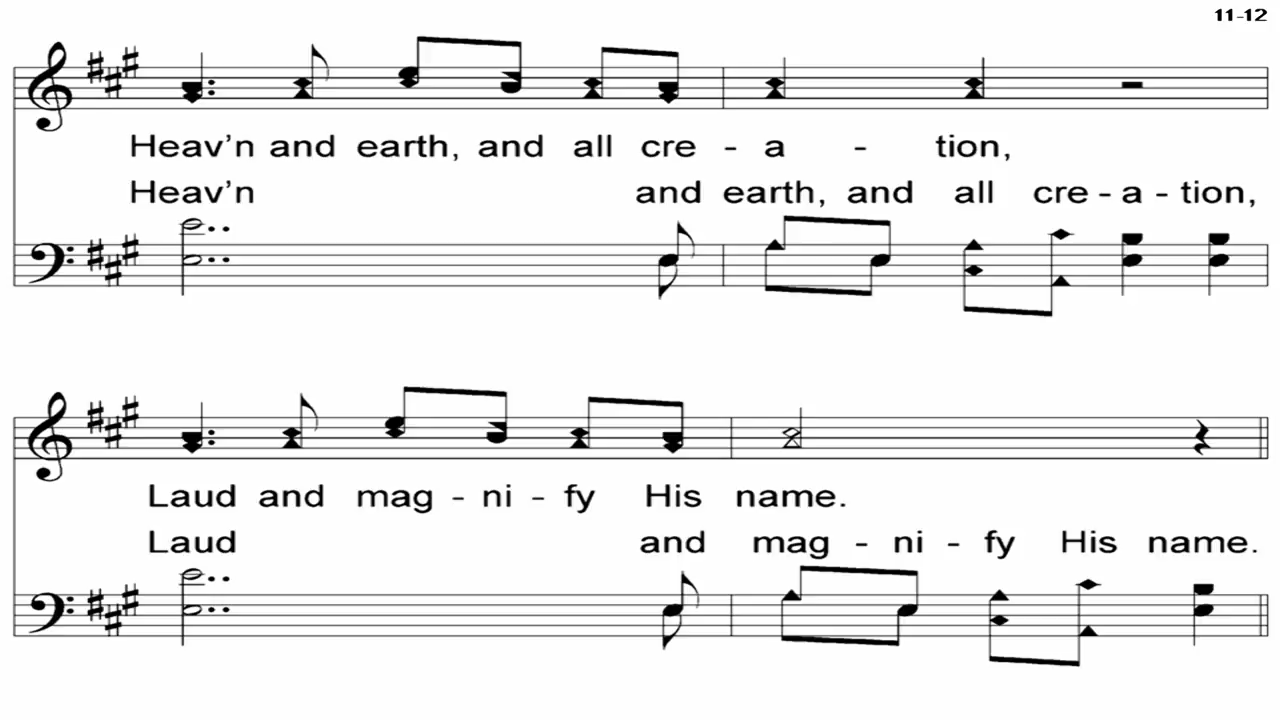 11-12
Heav'n and earth, and all cre - a - tion,
Heav'n and earth, and all cre - a - tion,
Laud and mag - ni - fy His name.
Laud and mag - ni - fy His name.